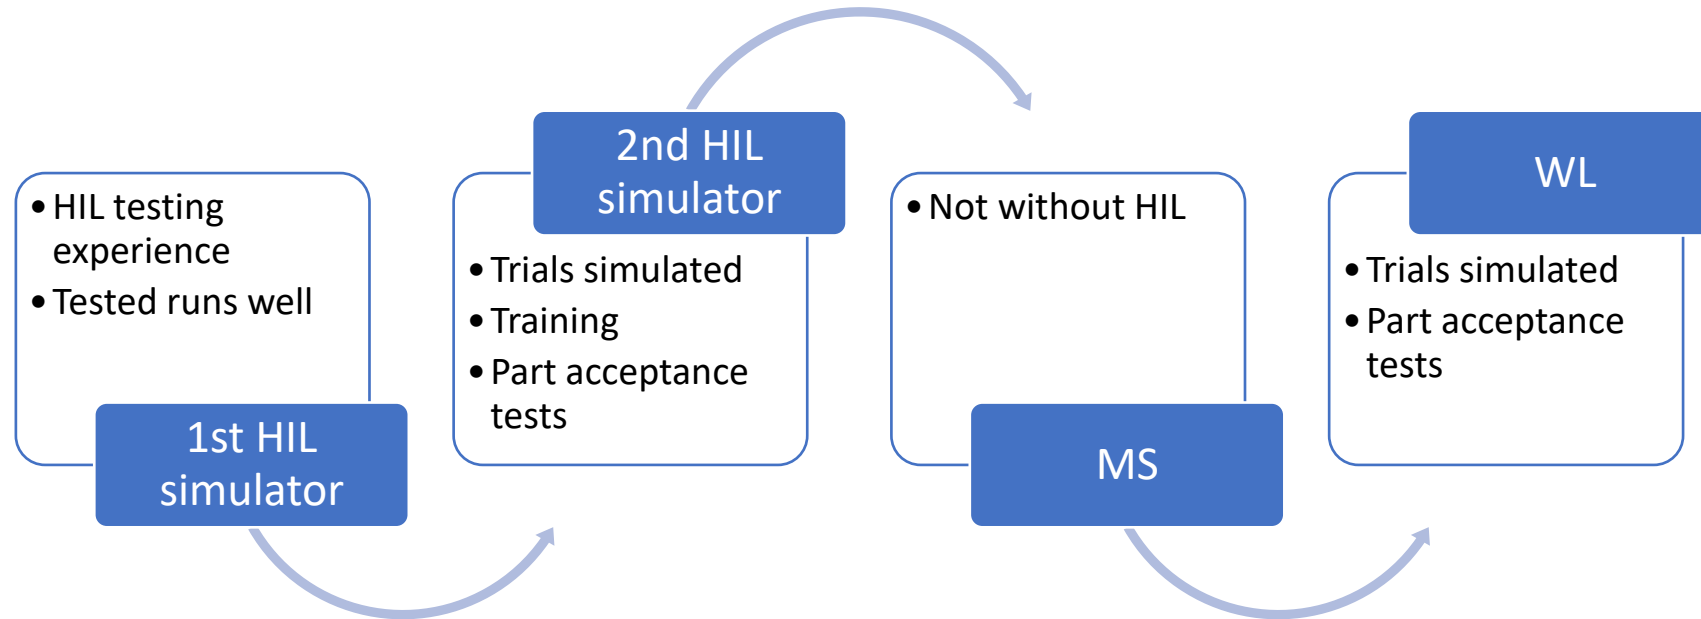 • HIL testing
experience
• Tested runs well
1st HIL
simulator
2nd HIL
simulator
• Trials simulated
• Training
• Part acceptance
tests
• Not without HIL
MS
WL
• Trials simulated
• Part acceptance
tests